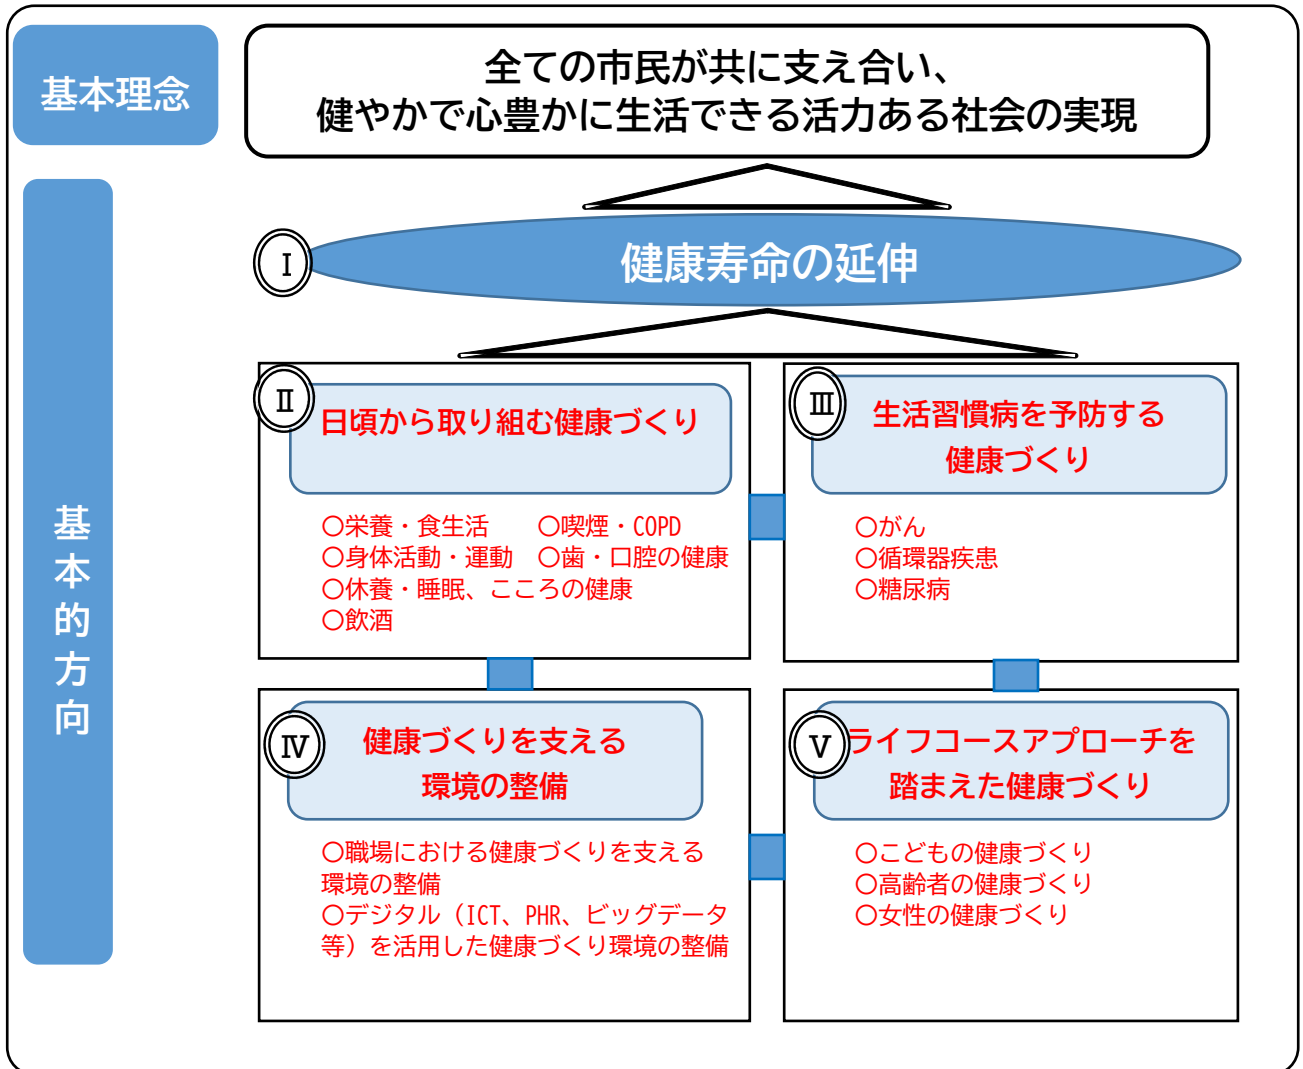 基本理念
全ての市民が共に支え合い、
健やかで心豊かに生活できる活力ある社会の実現
基本的方向
Ⅰ
健康寿命の延伸
Ⅱ
日頃から取り組む健康づくり
〇栄養・食生活　　〇喫煙・COPD
〇身体活動・運動　〇歯・口腔の健康
〇休養・睡眠、こころの健康
〇飲酒
Ⅲ
生活習慣病を予防する
健康づくり
〇がん
〇循環器疾患
〇糖尿病
Ⅳ
健康づくりを支える
環境の整備
〇職場における健康づくりを支える
環境の整備
〇デジタル（ICT、PHR、ビッグデータ
等）を活用した健康づくり環境の整備
Ⅴ
ライフコースアプローチを
踏まえた健康づくり
〇こどもの健康づくり
〇高齢者の健康づくり
〇女性の健康づくり